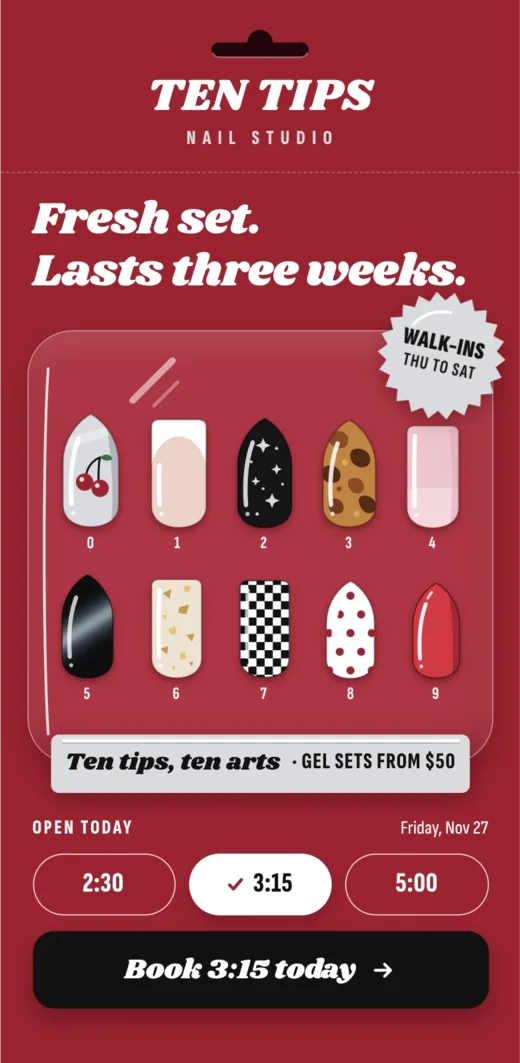 TEN TIPS
NAIL STUDIO
Fresh set.
Lasts three weeks.
WALK-INS
THU TO SAT
0 1 2 3 4
5 6 7 8 9
Ten tips, ten arts · GEL SETS FROM $50
OPEN TODAY Friday, Nov 27
2:30 ✓ 3:15 5:00
Book 3:15 today →